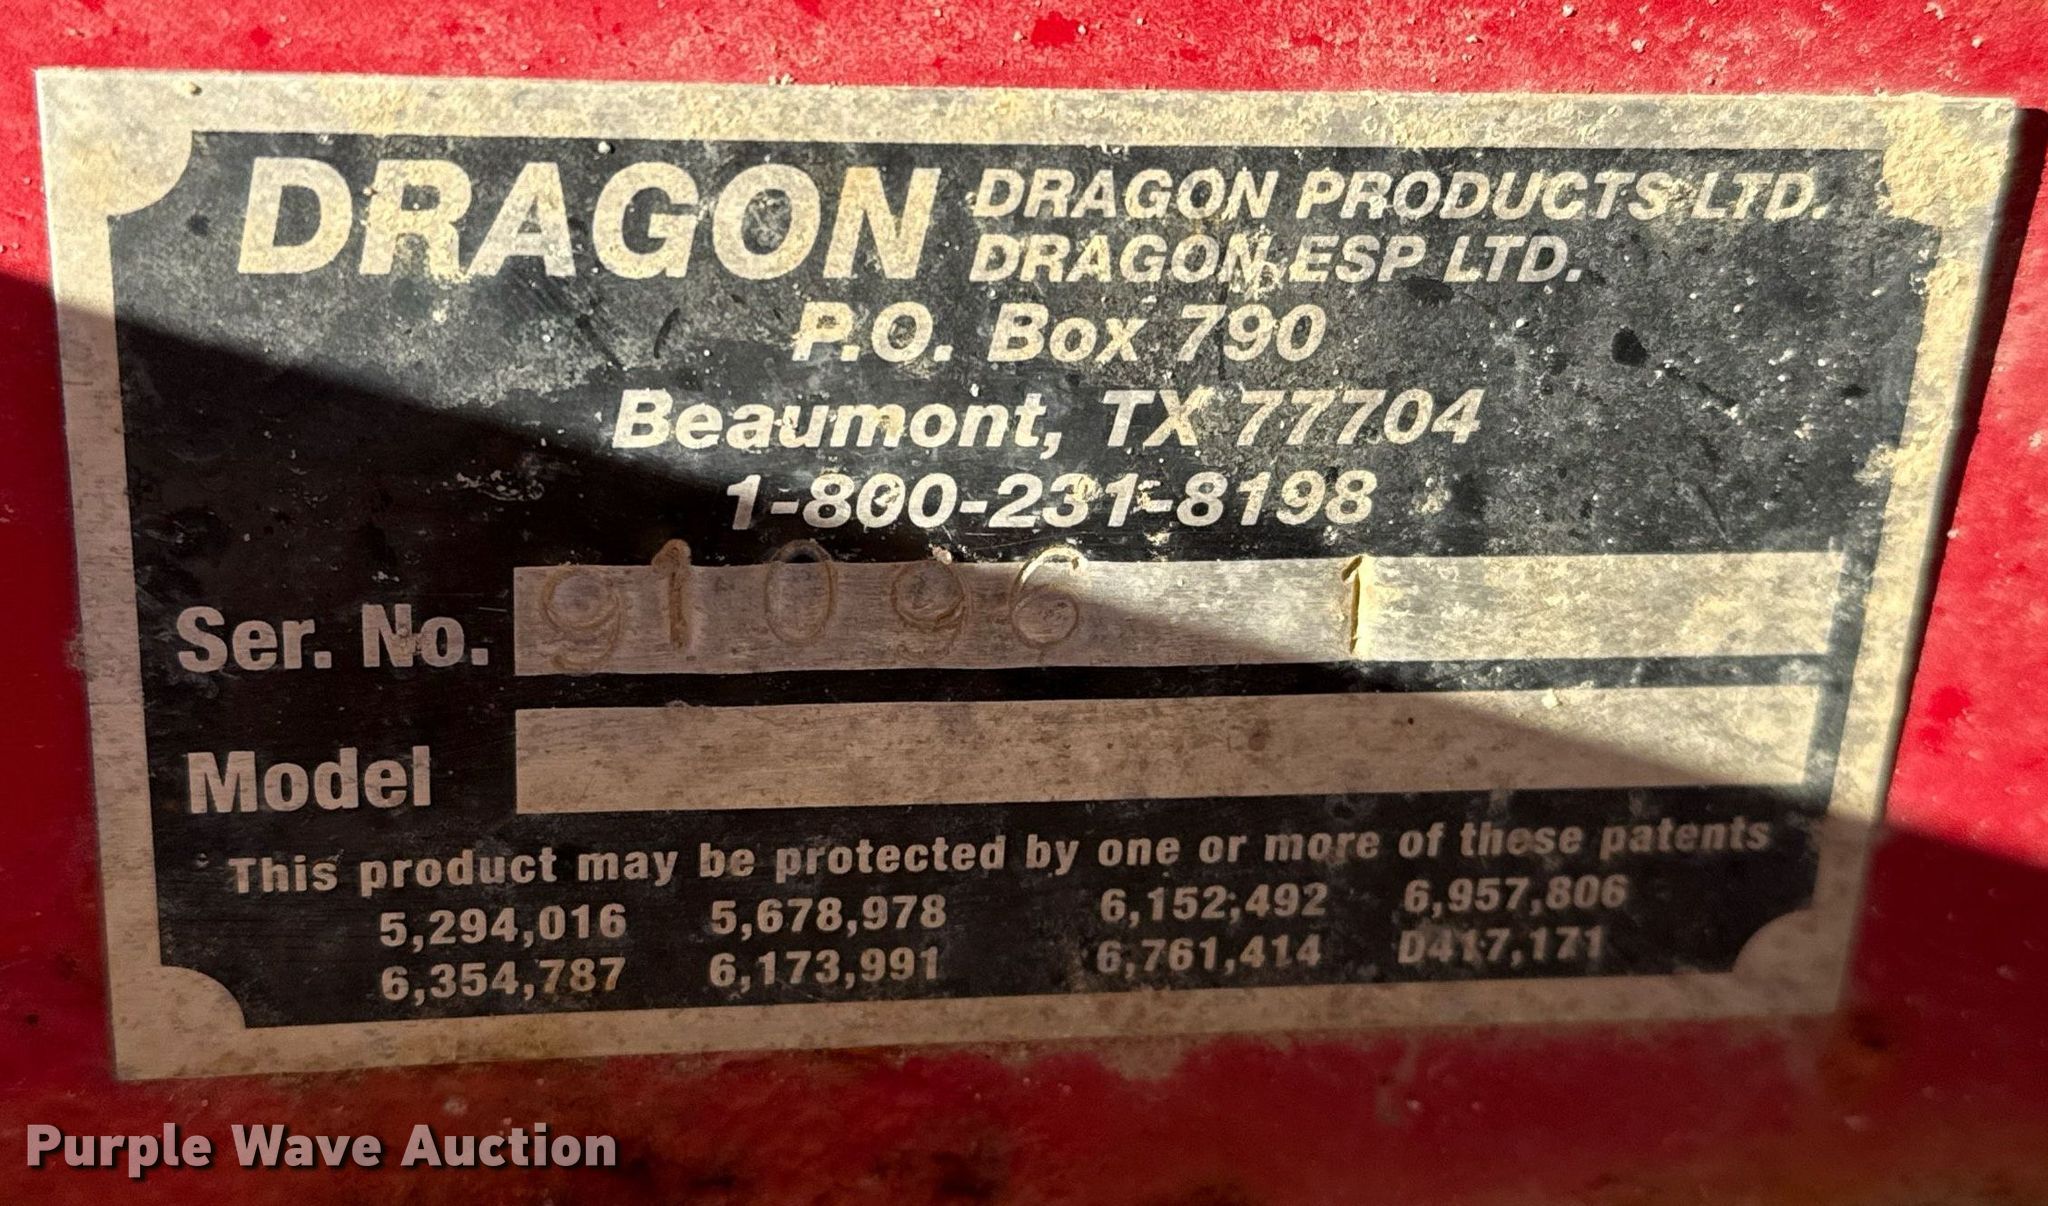 DRAGON DRAGON PRODUCTS LTD.
DRAGON ESP LTD.
P.O. Box 790
Beaumont, TX 77704
1-800-231-8198
Ser. No. 91096 1
Model
This product may be protected by one or more of these patents
5,294,016 5,678,978 6,152,492 6,957,806
6,354,787 6,173,991 6,761,414 D417,171
Purple Wave Auction